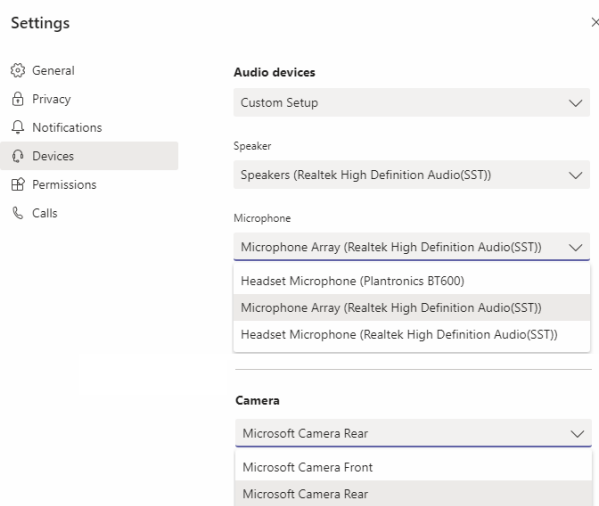 Settings
General
Privacy
Notifications
Devices
Permissions
Calls
Audio devices
Custom Setup
Speaker
Speakers (Realtek High Definition Audio(SST))
Microphone
Microphone Array (Realtek High Definition Audio(SST))
Headset Microphone (Plantronics BT600)
Microphone Array (Realtek High Definition Audio(SST))
Headset Microphone (Realtek High Definition Audio(SST))
Camera
Microsoft Camera Rear
Microsoft Camera Front
Microsoft Camera Rear